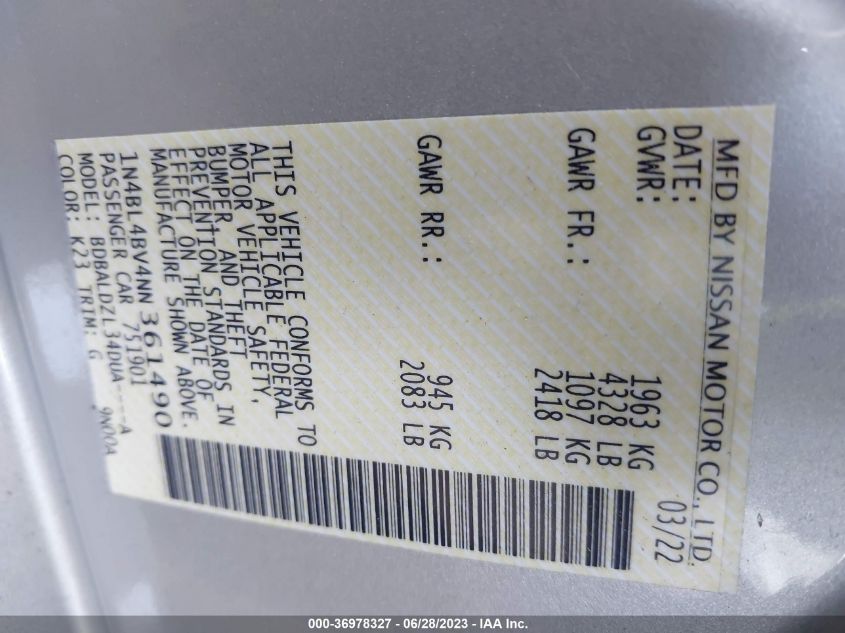 MFD BY NISSAN MOTOR CO., LTD.
DATE: 03/22
GVWR: 1963 KG
4328 LB
GAWR FR.: 1097 KG
2418 LB
GAWR RR.: 945 KG
2083 LB
THIS VEHICLE CONFORMS TO
ALL APPLICABLE FEDERAL
MOTOR VEHICLE SAFETY,
BUMPER, AND THEFT
PREVENTION STANDARDS IN
EFFECT ON THE DATE OF
MANUFACTURE SHOWN ABOVE.
1N4BL4BV4NN361490
PASSENGER CAR 751901
MODEL: BDBALDZL34DUA----A
COLOR: K23 TRIM: G 9N00A
000-36978327 - 06/28/2023 - IAA Inc.